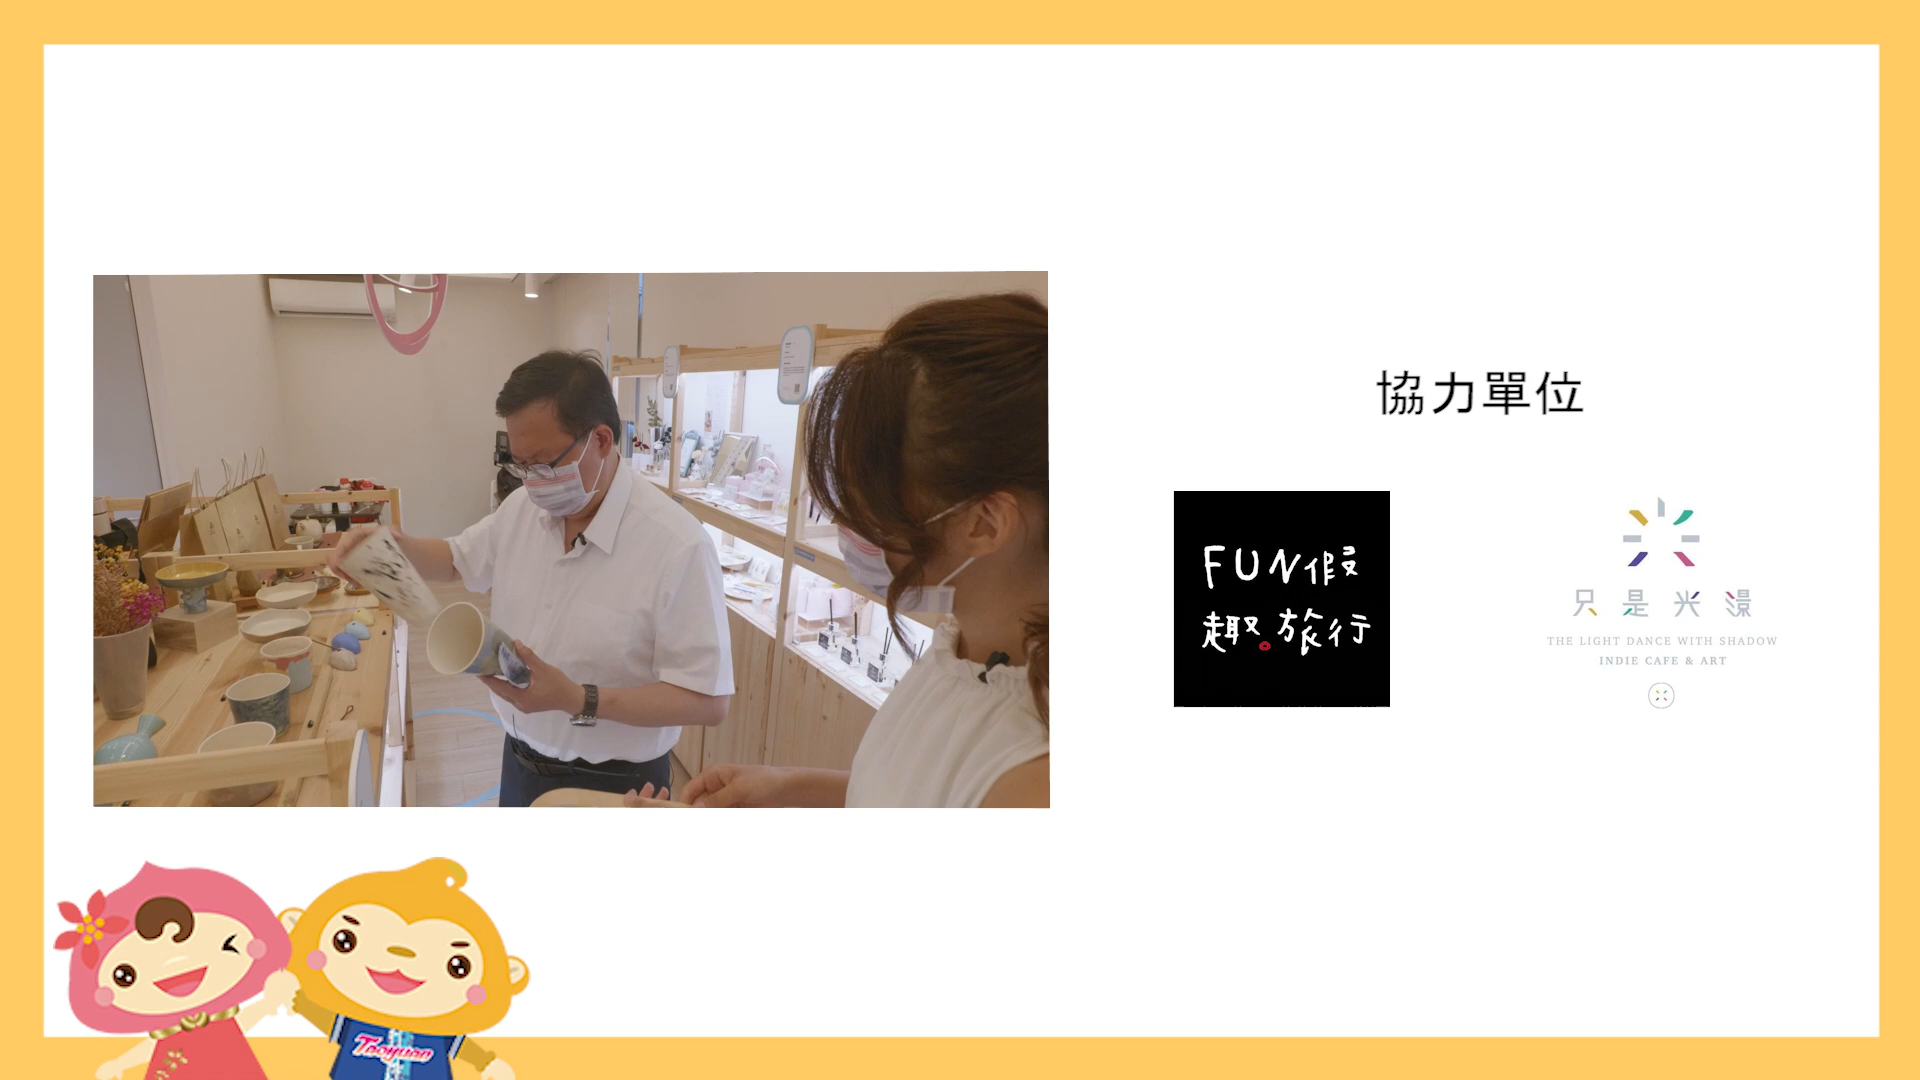 協力單位
FUN假
趣.旅行
只是光漾
THE LIGHT DANCE WITH SHADOW
INDIE CAFE & ART
Taoyuan